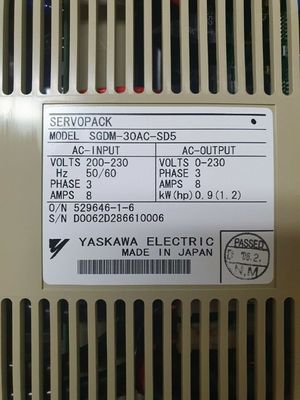 SERVOPACK
MODEL SGDM-30AC-SD5
AC-INPUT AC-OUTPUT
VOLTS 200-230 VOLTS 0-230
Hz 50/60
PHASE 3 PHASE 3
AMPS 8 AMPS 8
kW(hp) 0.9(1.2)
O/N 529646-1-6
S/N D0062D286610006
YASKAWA ELECTRIC
MADE IN JAPAN
PASSED
N.M